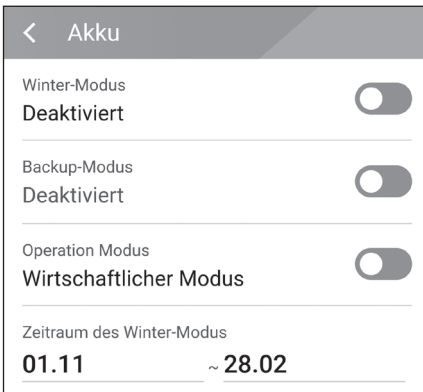 Akku
Winter-Modus
Deaktiviert
Backup-Modus
Deaktiviert
Operation Modus
Wirtschaftlicher Modus
Zeitraum des Winter-Modus
01.11 ~ 28.02